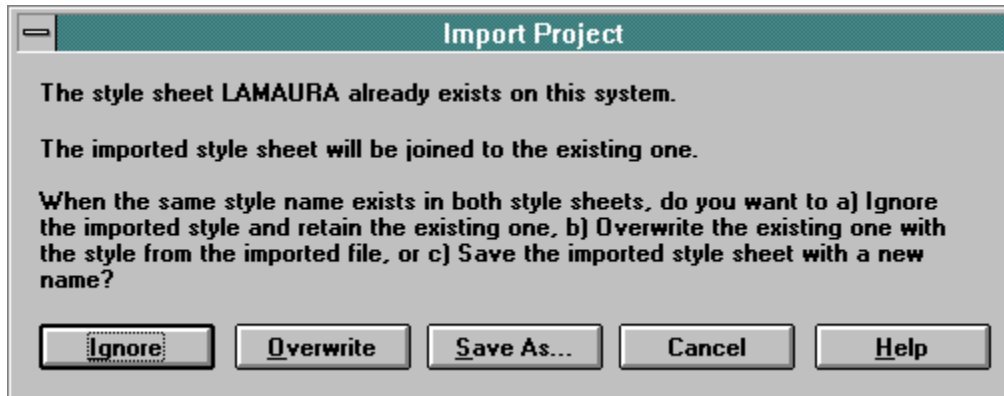 Import Project
The style sheet LAMAURA already exists on this system.
The imported style sheet will be joined to the existing one.
When the same style name exists in both style sheets, do you want to a) Ignore
the imported style and retain the existing one, b) Overwrite the existing one with
the style from the imported file, or c) Save the imported style sheet with a new
name?
Ignore Overwrite Save As... Cancel Help